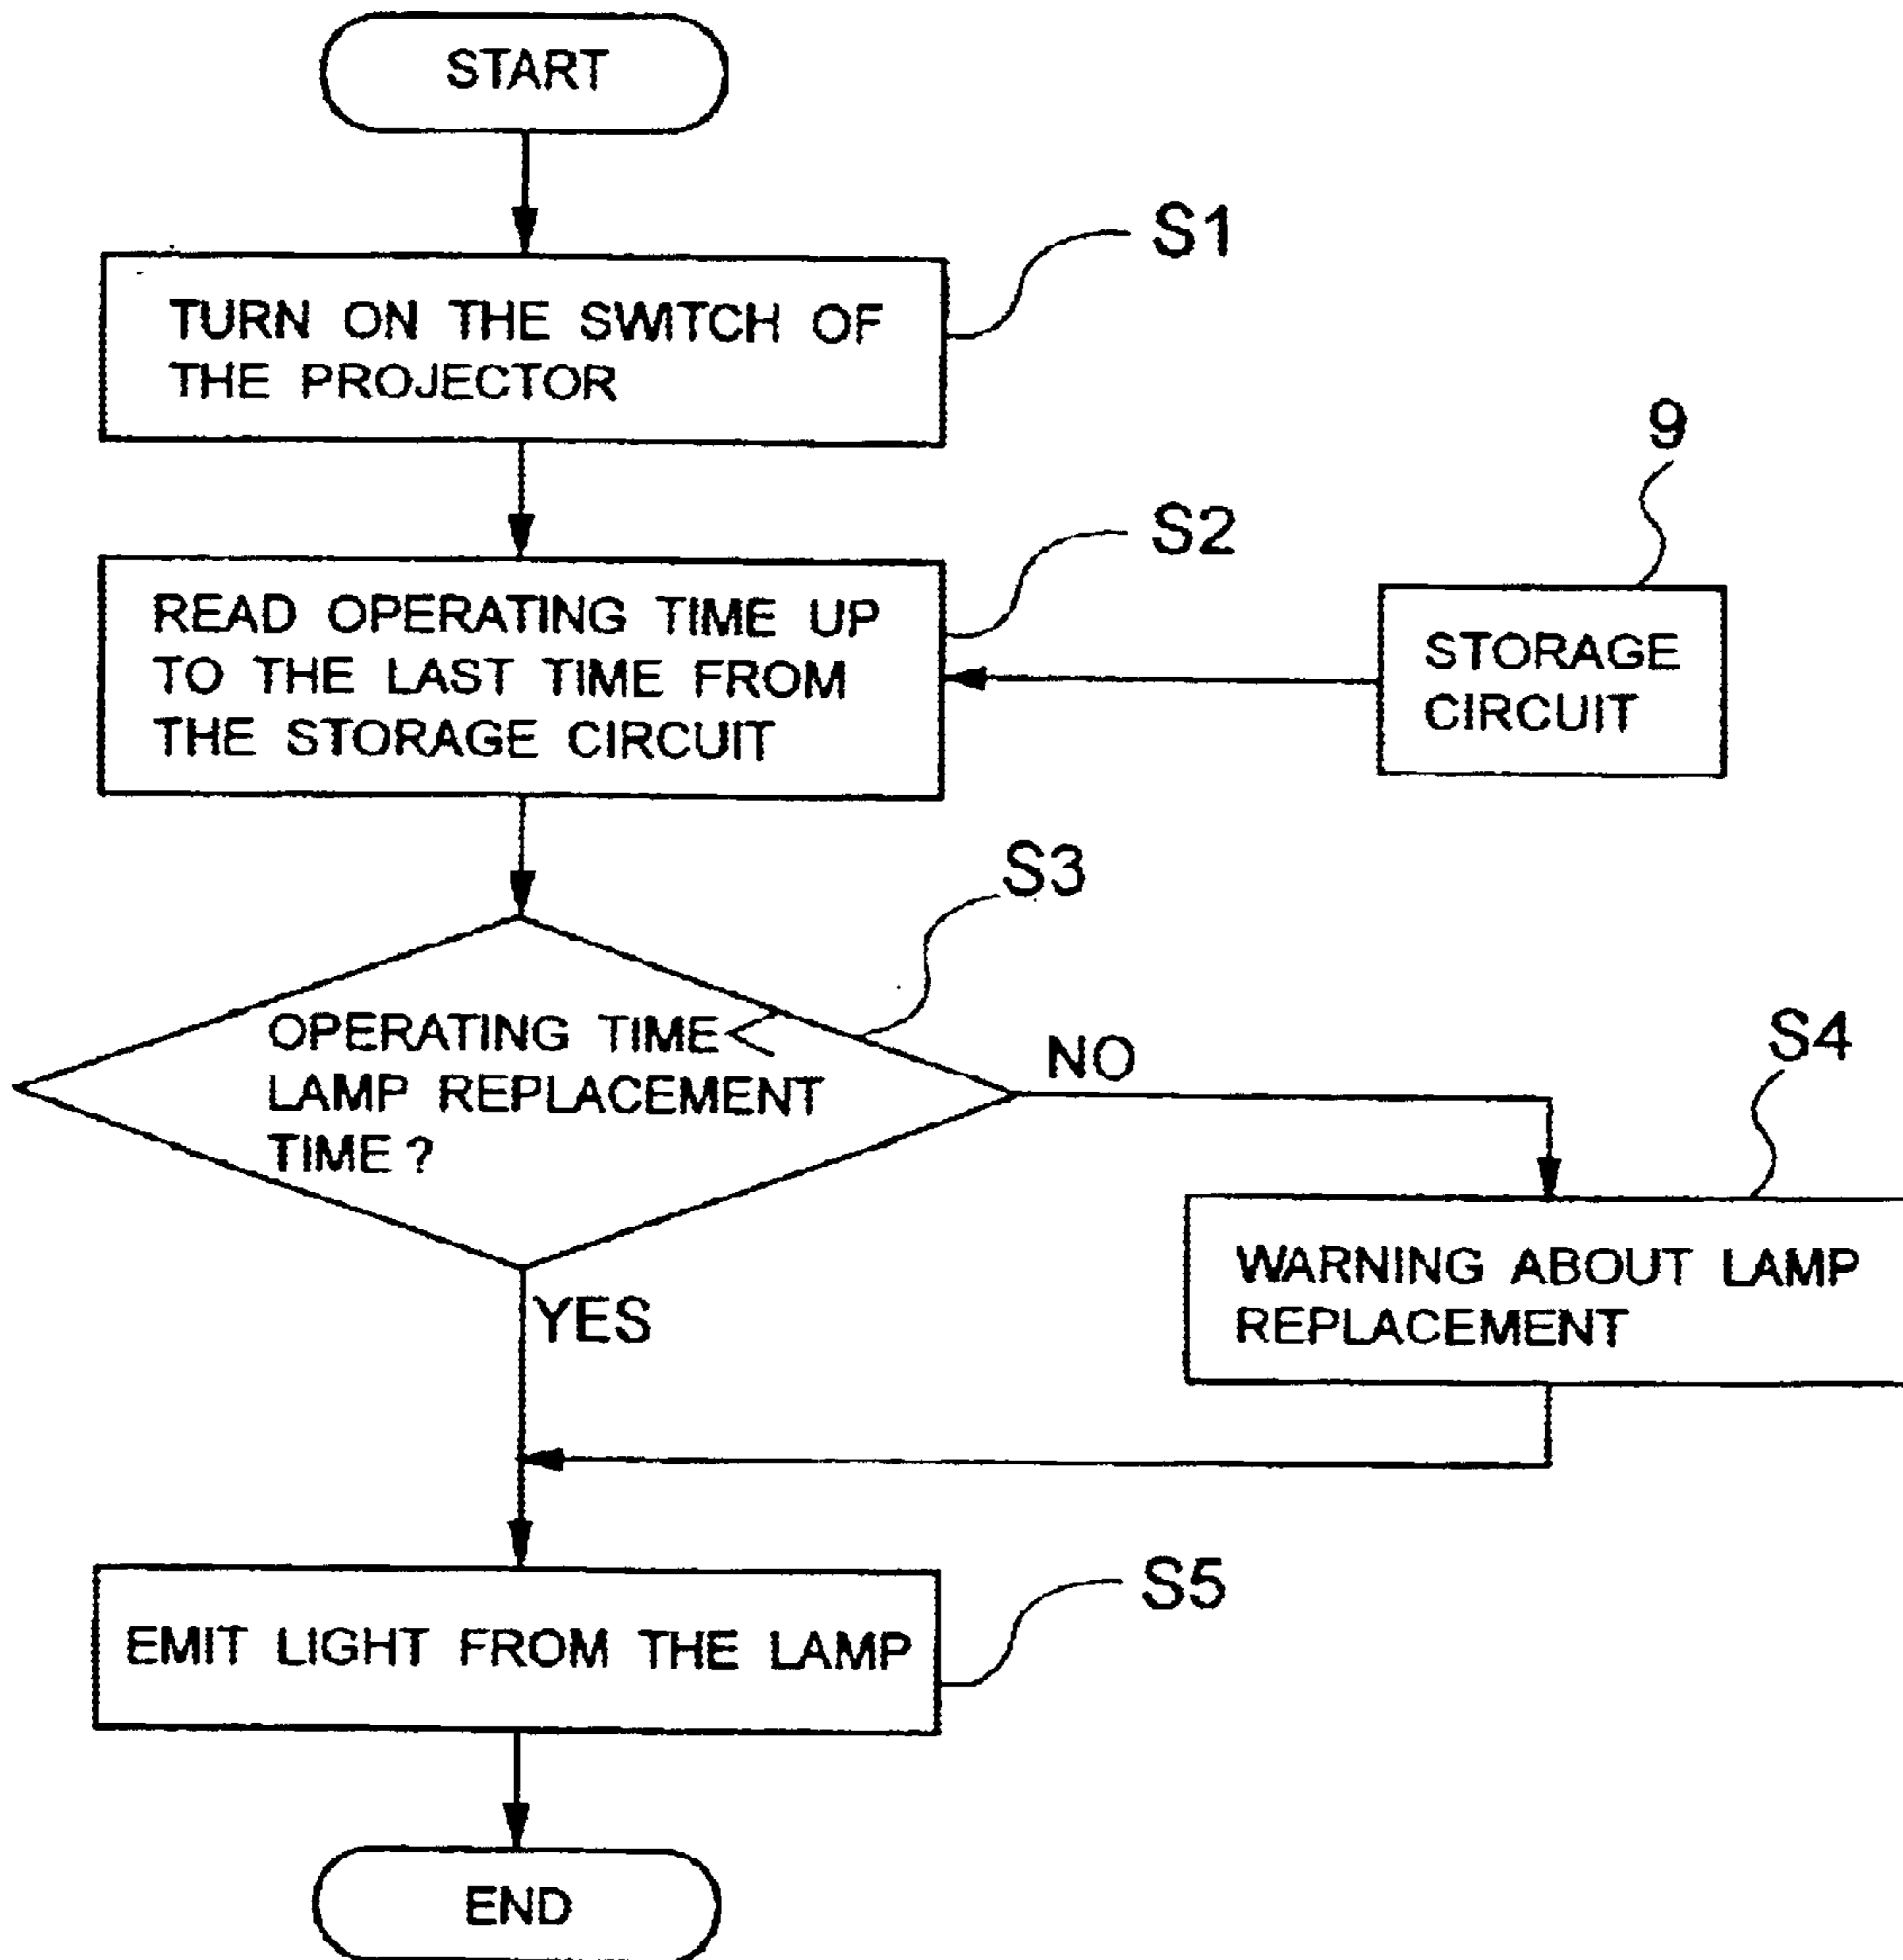 START
S1
TURN ON THE SWITCH OF
THE PROJECTOR
9
S2
READ OPERATING TIME UP
TO THE LAST TIME FROM
THE STORAGE CIRCUIT
STORAGE
CIRCUIT
S3
OPERATING TIME<
LAMP REPLACEMENT
TIME?
NO
S4
WARNING ABOUT LAMP
REPLACEMENT
YES
S5
EMIT LIGHT FROM THE LAMP
END